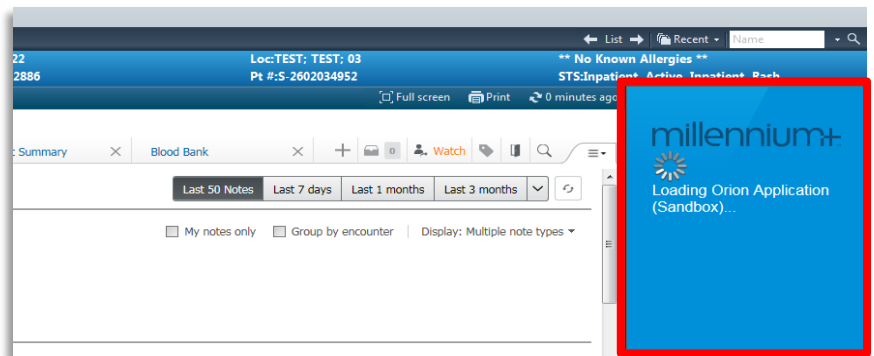 List Recent Name
22 Loc:TEST; TEST; 03 ** No Known Allergies **
2886 Pt #:S-2602034952 STS:Inpatient, Active, Inpatient, Rash
Full screen Print 0 minutes ago
Summary Blood Bank 0 Watch
Last 50 Notes Last 7 days Last 1 months Last 3 months
My notes only Group by encounter Display: Multiple note types
millennium+
Loading Orion Application
(Sandbox)...